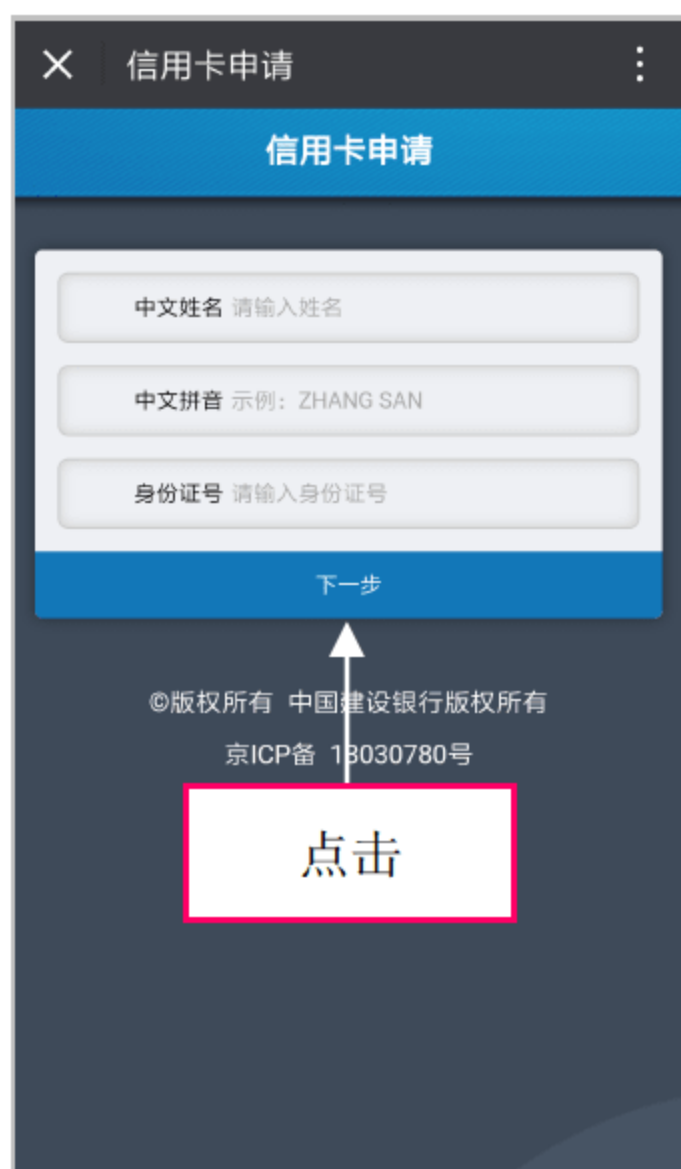 信用卡申请
信用卡申请
中文姓名 请输入姓名
中文拼音 示例：ZHANG SAN
身份证号 请输入身份证号
下一步
©版权所有 中国建设银行版权所有
京ICP备 13030780号
点击